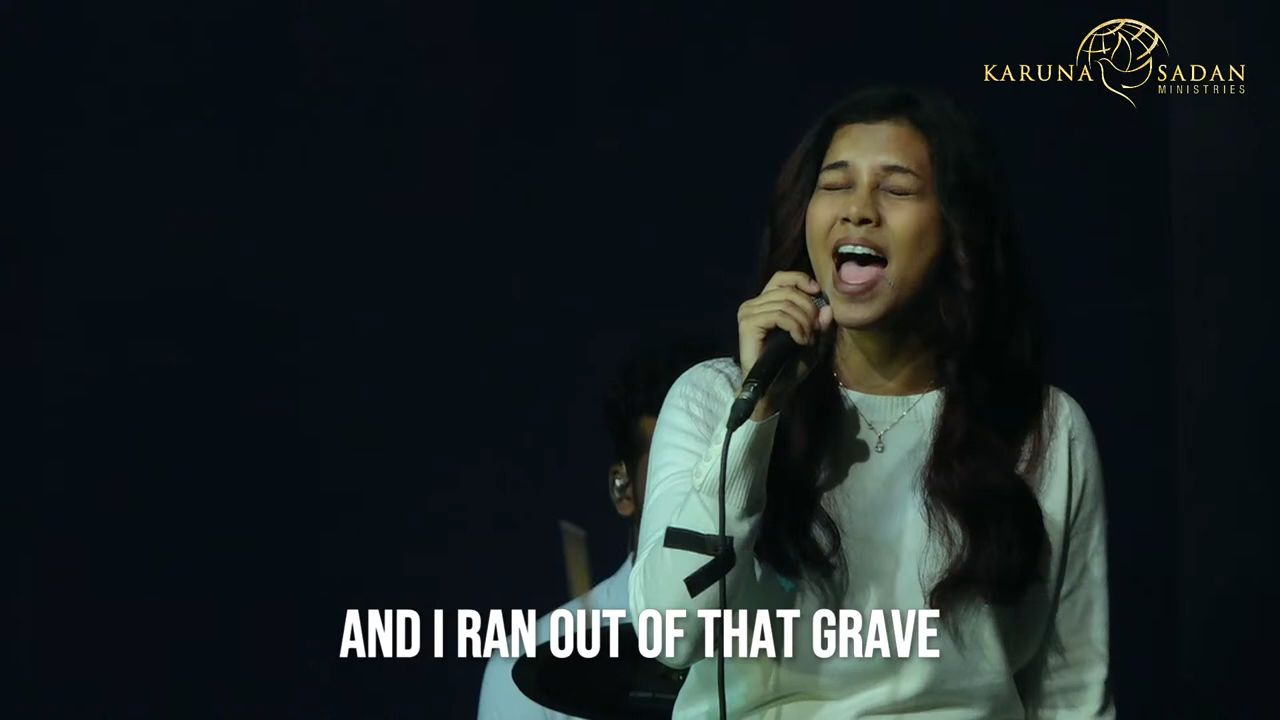 KARUNA SADAN
MINISTRIES
AND I RAN OUT OF THAT GRAVE